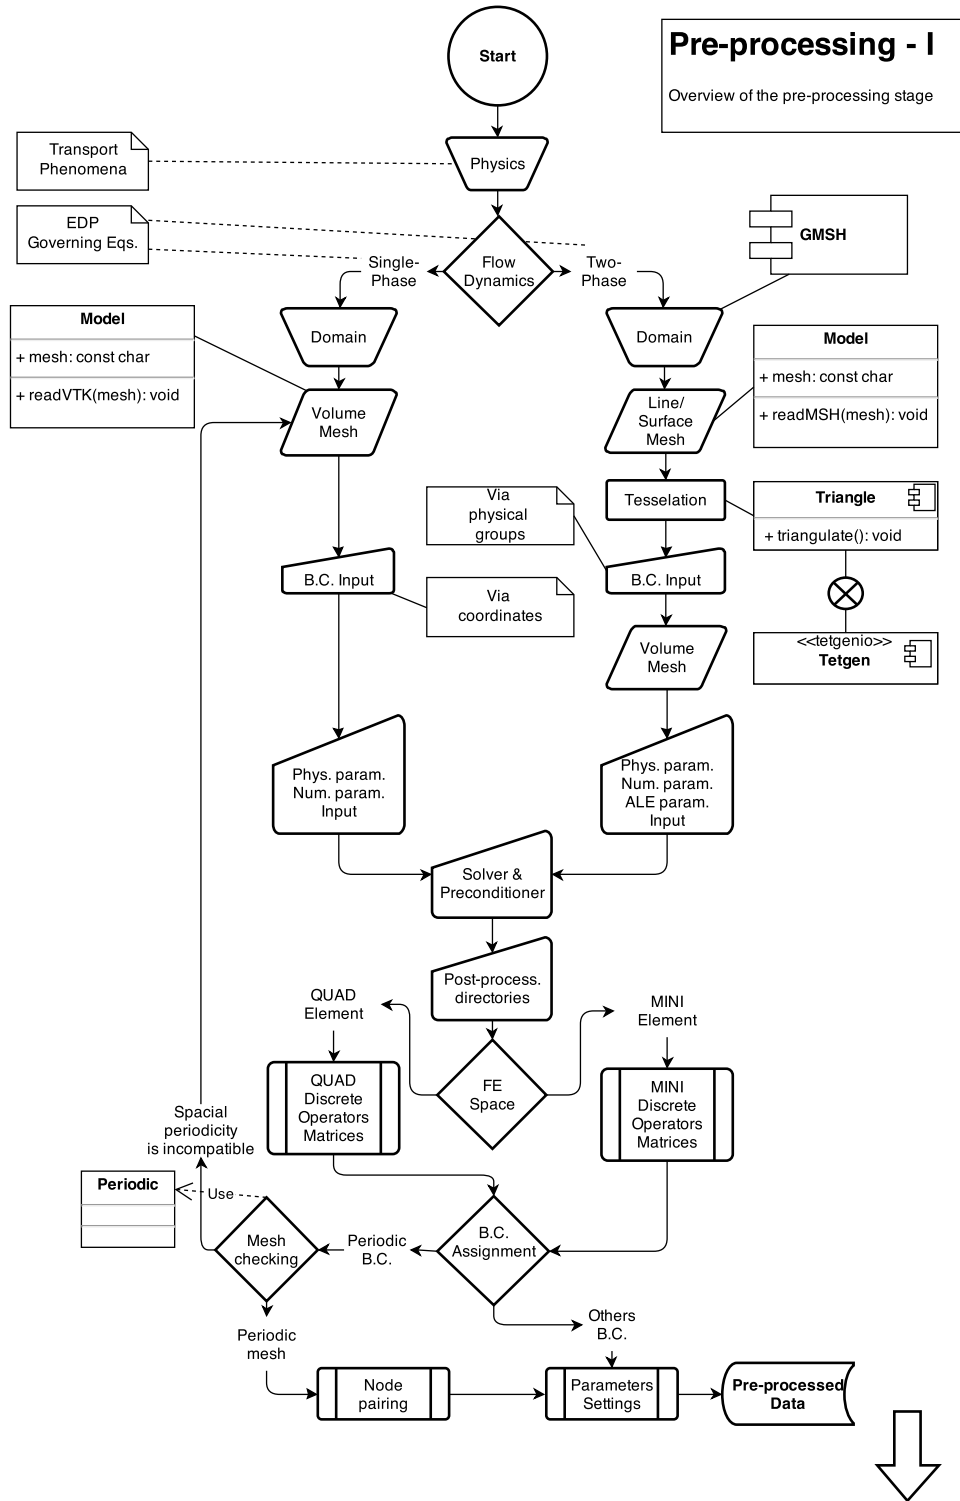 Start
Pre-processing - I
Overview of the pre-processing stage
Transport
Phenomena
Physics
EDP
Governing Eqs.
GMSH
Single-
Phase
Flow
Dynamics
Two-
Phase
Model
+ mesh: const char
+ readVTK(mesh): void
Domain
Domain
Model
+ mesh: const char
+ readMSH(mesh): void
Volume
Mesh
Line/
Surface
Mesh
Via
physical
groups
Tesselation
Triangle
+ triangulate(): void
B.C. Input
Via
coordinates
B.C. Input
Volume
Mesh
<<tetgenio>>
Tetgen
Phys. param.
Num. param.
Input
Phys. param.
Num. param.
ALE param.
Input
Solver &
Preconditioner
Post-process.
directories
QUAD
Element
MINI
Element
FE
Space
QUAD
Discrete
Operators
Matrices
MINI
Discrete
Operators
Matrices
Spacial
periodicity
is incompatible
Periodic
Use
Mesh
checking
Periodic
B.C.
B.C.
Assignment
Others
B.C.
Periodic
mesh
Node
pairing
Parameters
Settings
Pre-processed
Data